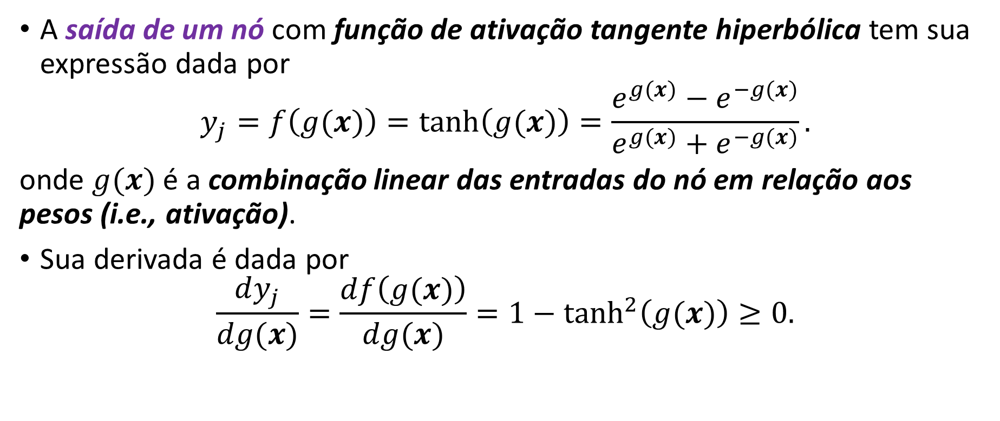 • A saída de um nó com função de ativação tangente hiperbólica tem sua
expressão dada por
y_j = f(g(𝒙)) = tanh(g(𝒙)) = (e^{g(𝒙)} − e^{−g(𝒙)}) / (e^{g(𝒙)} + e^{−g(𝒙)}) .
onde g(𝒙) é a combinação linear das entradas do nó em relação aos
pesos (i.e., ativação).
• Sua derivada é dada por
dy_j / dg(𝒙) = df(g(𝒙)) / dg(𝒙) = 1 − tanh²(g(𝒙)) ≥ 0.